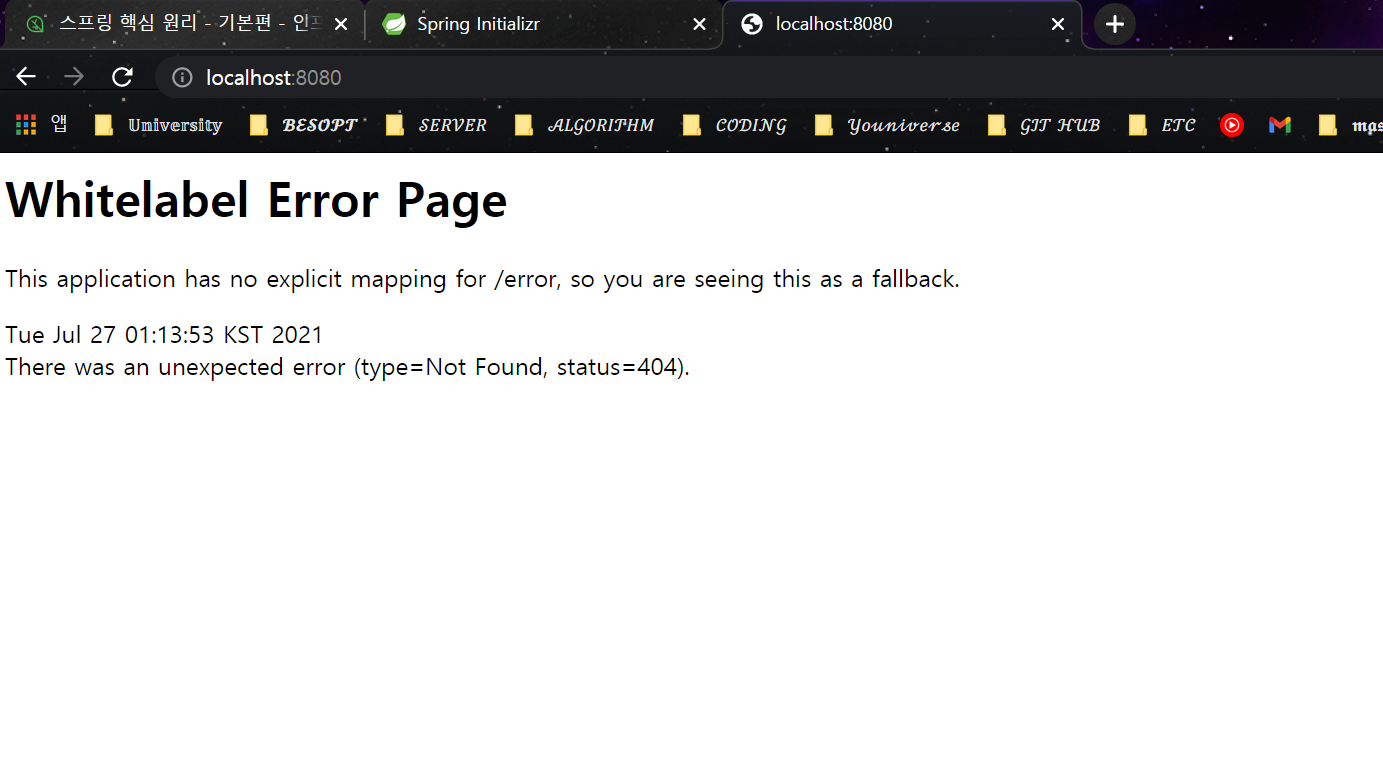 스프링 핵심 원리 - 기본편 - 인프
Spring Initializr
localhost:8080
localhost:8080
앱
𝕌𝕟𝕚𝕧𝕖𝕣𝕤𝕚𝕥𝕪
𝓑𝓔𝓢𝓞𝓟𝓣
𝑆𝐸𝑅𝑉𝐸𝑅
𝒜𝐿𝒢𝒪𝑅𝐼𝒯𝐻𝑀
𝒞𝒪𝒟𝐼𝒩𝒢
𝓨𝓸𝓾𝓷𝓲𝓿𝓮𝓻𝓼𝓮
𝒢𝐼𝒯 𝐻𝒰𝐵
𝐸𝒯𝒞
𝖒𝖆𝖘
Whitelabel Error Page
This application has no explicit mapping for /error, so you are seeing this as a fallback.
Tue Jul 27 01:13:53 KST 2021
There was an unexpected error (type=Not Found, status=404).